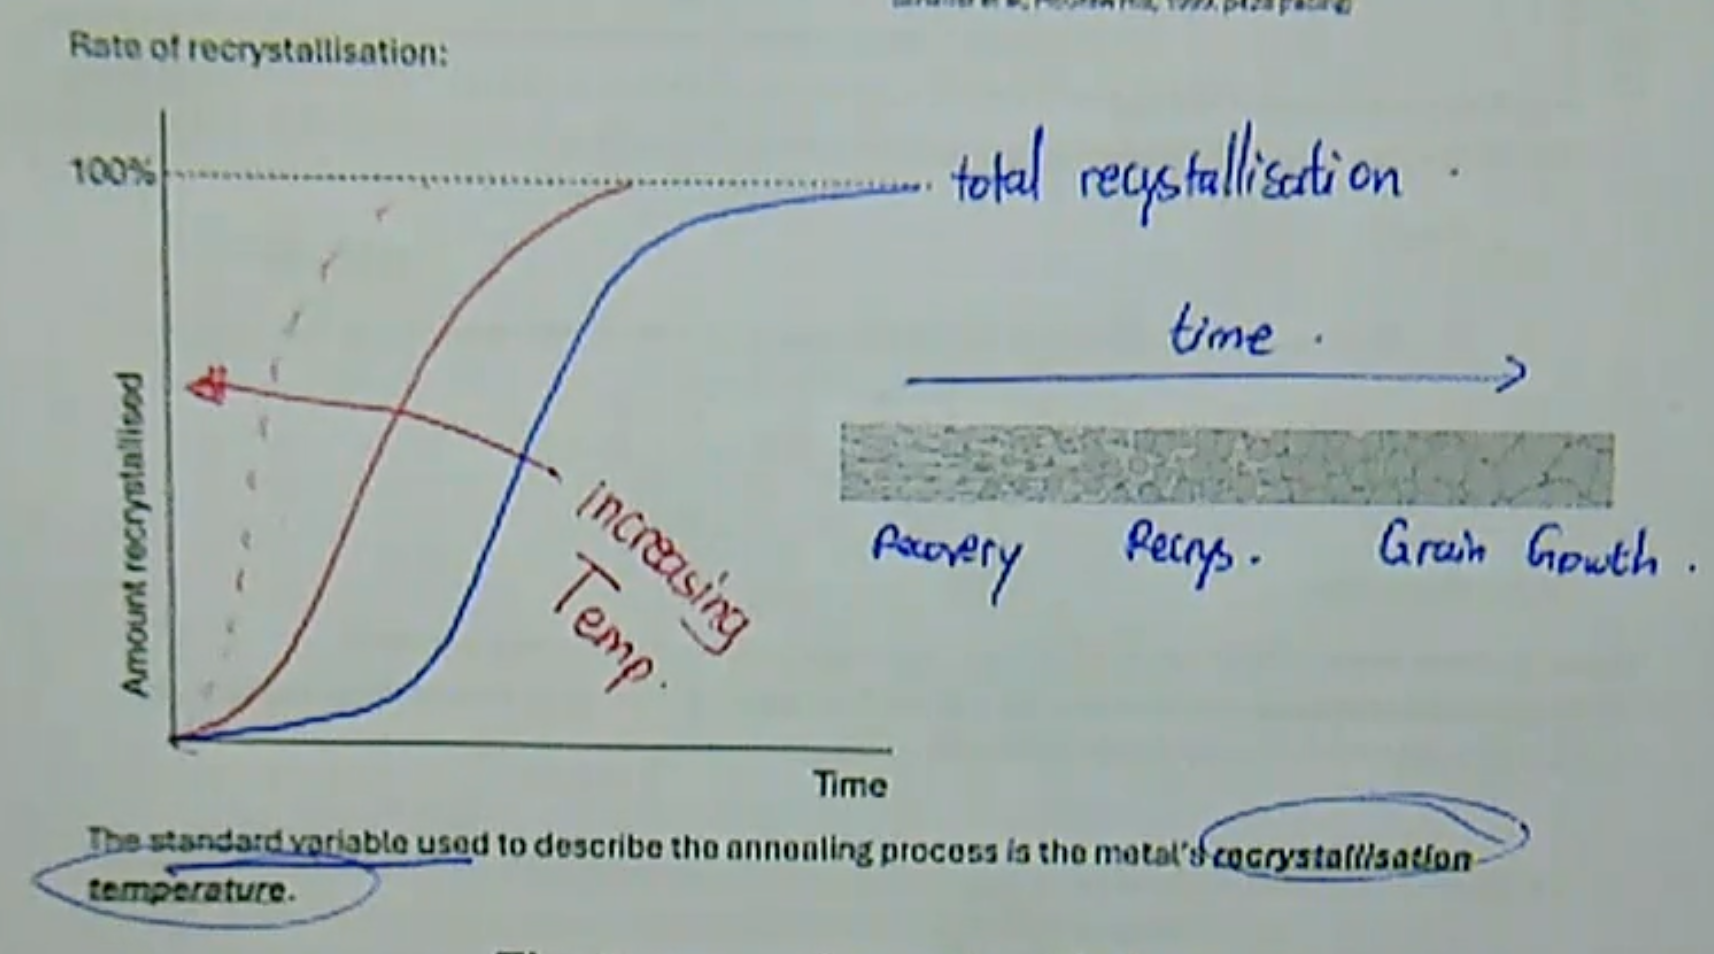 Rate of recrystallisation:
100%
total recystallisation
time
Amount recrystallised
increasing
Temp.
Recovery
Recrys.
Grain Growth.
Time
The standard variable used to describe the annealing process is the metal's recrystallisation
temperature.